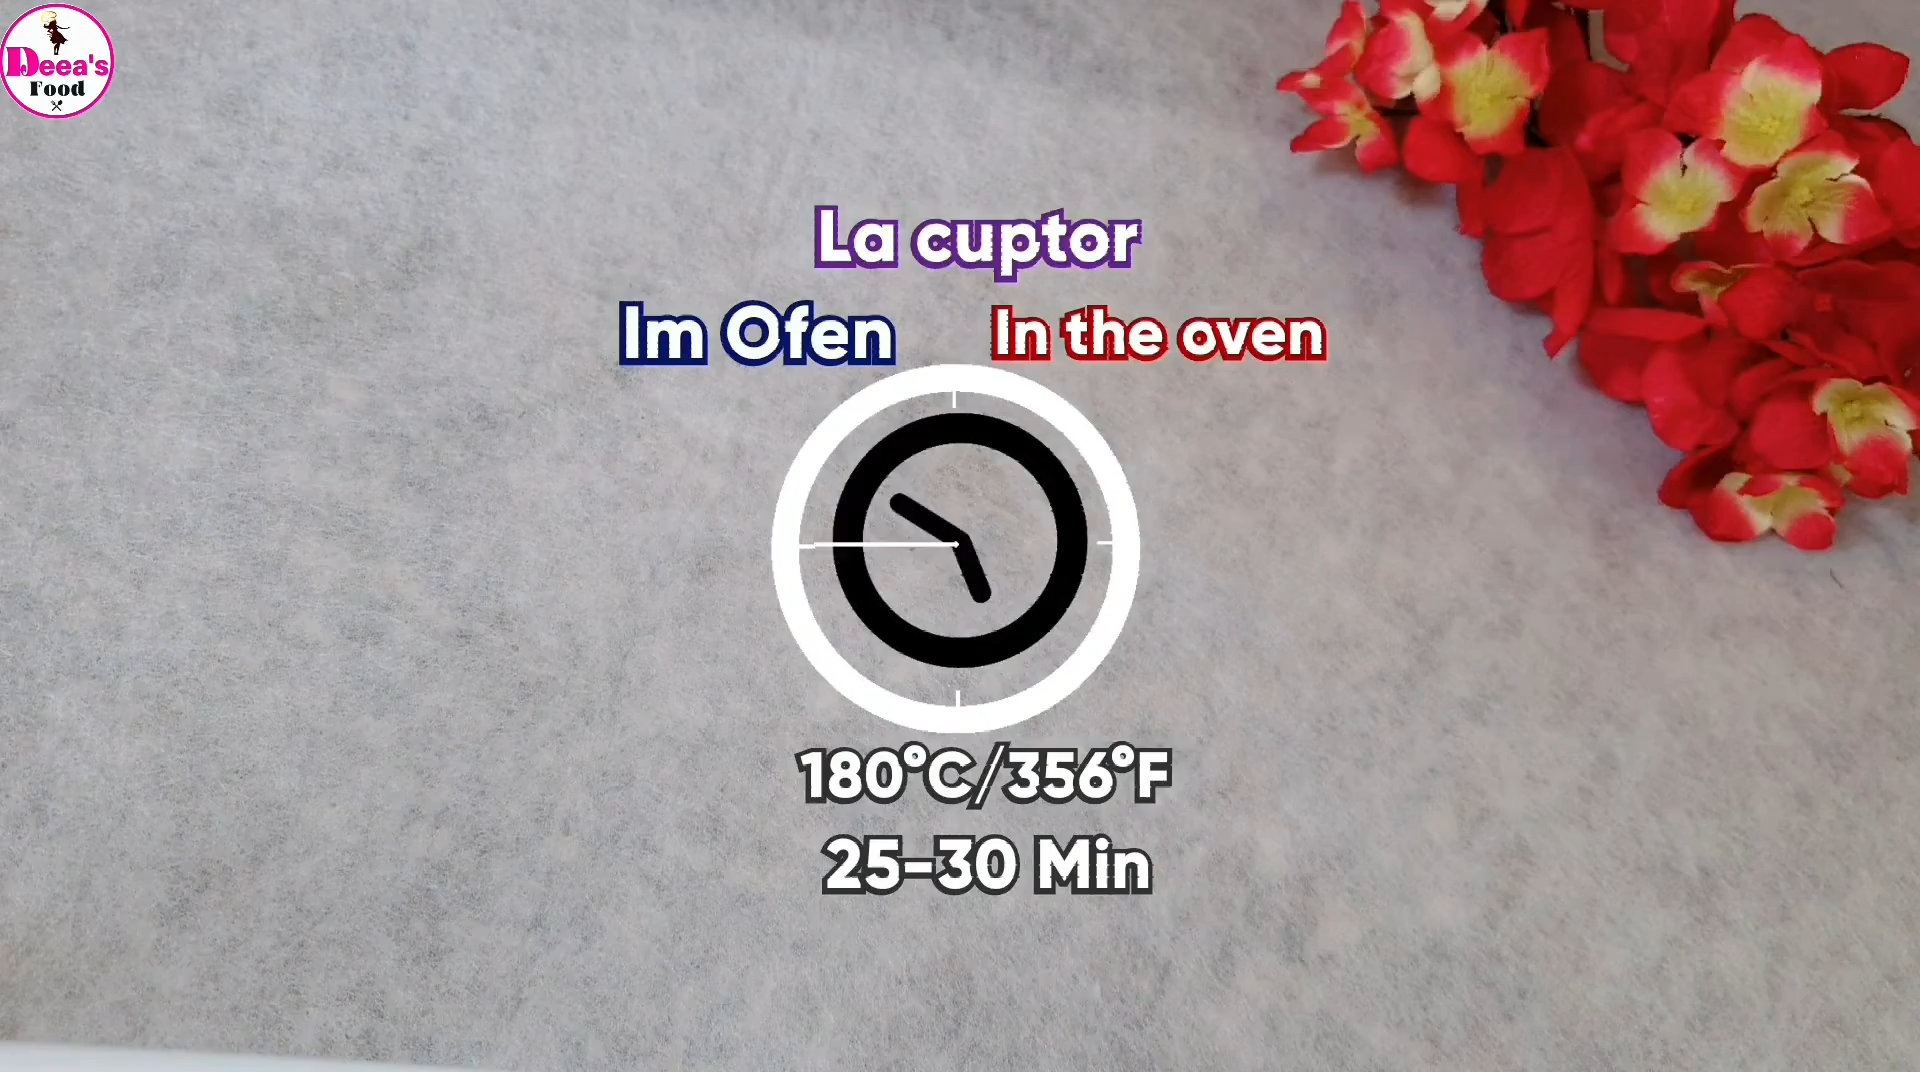 Deea's
Food
La cuptor
Im Ofen
In the oven
180°C/356°F
25-30 Min